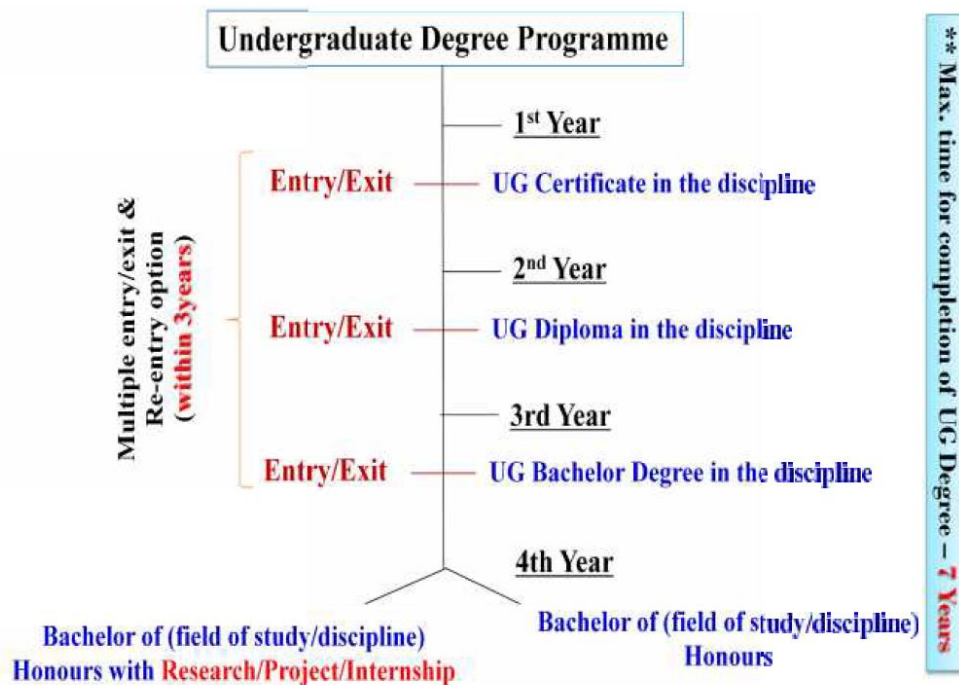 Undergraduate Degree Programme
1st Year
Entry/Exit UG Certificate in the discipline
2nd Year
Entry/Exit UG Diploma in the discipline
3rd Year
Entry/Exit UG Bachelor Degree in the discipline
4th Year
Bachelor of (field of study/discipline)
Honours with Research/Project/Internship
Bachelor of (field of study/discipline)
Honours
Multiple entry/exit &
Re-entry option
(within 3years)
** Max. time for completion of UG Degree – 7 Years